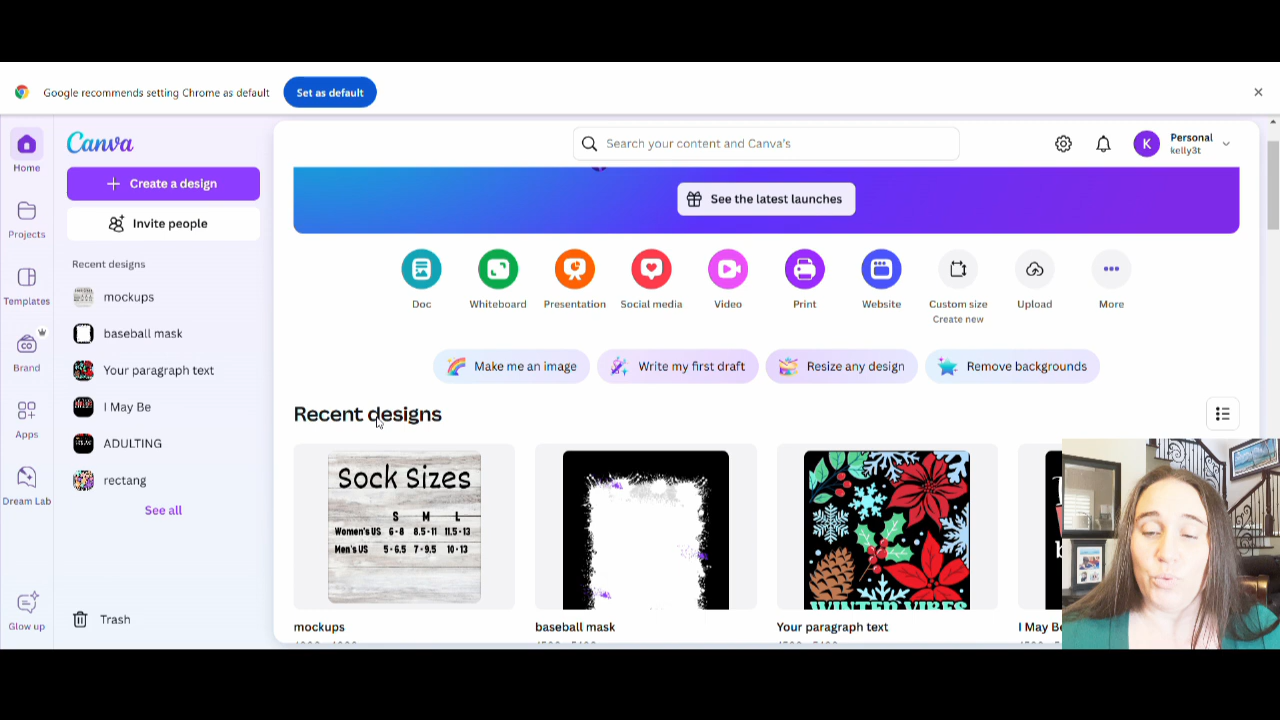 Google recommends setting Chrome as default
Set as default
Home
Projects
Templates
Brand
Apps
Dream Lab
Glow up
Canva
Create a design
Invite people
Recent designs
mockups
baseball mask
Your paragraph text
I May Be
ADULTING
rectang
See all
Trash
Search your content and Canva's
Personal
kelly3t
K
See the latest launches
Doc
Whiteboard
Presentation
Social media
Video
Print
Website
Custom size
Create new
Upload
More
Make me an image
Write my first draft
Resize any design
Remove backgrounds
Recent designs
Sock Sizes
S M L
Women's US 6-8 8.5-11 11.5-13
Men's US 5-6.5 7-9.5 10-13
WINTER VIBES
mockups
baseball mask
Your paragraph text
I May Be